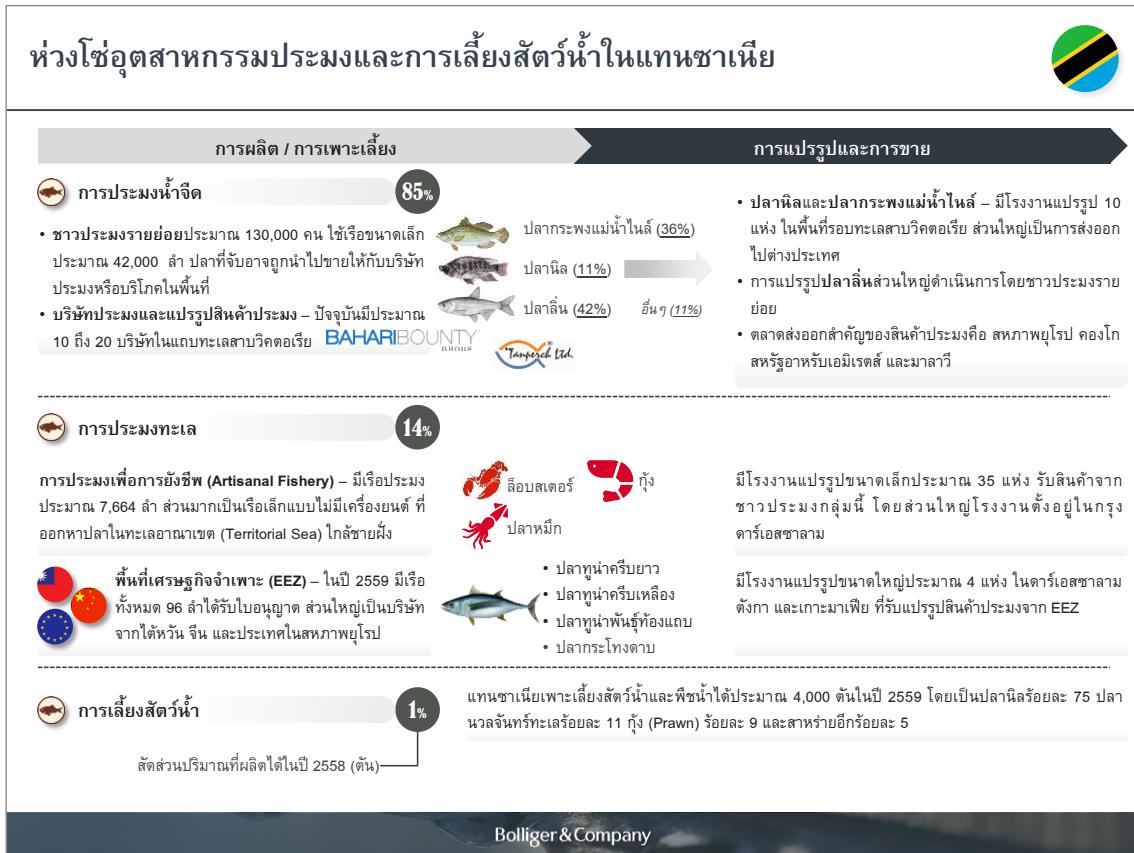 ห่วงโซ่อุตสาหกรรมประมงและการเลี้ยงสัตว์น้ำในแทนซาเนีย
การผลิต / การเพาะเลี้ยง
การแปรรูปและการขาย
การประมงน้ำจืด
85%
• ชาวประมงรายย่อยประมาณ 130,000 คน ใช้เรือขนาดเล็ก
ประมาณ 42,000 ลำ ปลาที่จับอาจถูกนำไปขายให้กับบริษัท
ประมงหรือบริโภคในพื้นที่
• บริษัทประมงและแปรรูปสินค้าประมง – ปัจจุบันมีประมาณ
10 ถึง 20 บริษัทในแถบทะเลสาบวิคตอเรีย
BAHARIBOUNTY
GROUP
Tanperch Ltd.
ปลากระพงแม่น้ำไนล์ (36%)
ปลานิล (11%)
ปลาลิ่น (42%)
อื่นๆ (11%)
• ปลานิลและปลากระพงแม่น้ำไนล์ – มีโรงงานแปรรูป 10
แห่ง ในพื้นที่รอบทะเลสาบวิคตอเรีย ส่วนใหญ่เป็นการส่งออก
ไปต่างประเทศ
• การแปรรูปปลาลิ่นส่วนใหญ่ดำเนินการโดยชาวประมงราย
ย่อย
• ตลาดส่งออกสำคัญของสินค้าประมงคือ สหภาพยุโรป คองโก
สหรัฐอาหรับเอมิเรตส์ และมาลาวี
การประมงทะเล
14%
การประมงเพื่อการยังชีพ (Artisanal Fishery) – มีเรือประมง
ประมาณ 7,664 ลำ ส่วนมากเป็นเรือเล็กแบบไม่มีเครื่องยนต์ ที่
ออกหาปลาในทะเลอาณาเขต (Territorial Sea) ใกล้ชายฝั่ง
ล็อบสเตอร์
กุ้ง
ปลาหมึก
มีโรงงานแปรรูปขนาดเล็กประมาณ 35 แห่ง รับสินค้าจาก
ชาวประมงกลุ่มนี้ โดยส่วนใหญ่โรงงานตั้งอยู่ในกรุง
ดาร์เอสซาลาม
พื้นที่เศรษฐกิจจำเพาะ (EEZ) – ในปี 2559 มีเรือ
ทั้งหมด 96 ลำได้รับใบอนุญาต ส่วนใหญ่เป็นบริษัท
จากไต้หวัน จีน และประเทศในสหภาพยุโรป
• ปลาทูน่าครีบยาว
• ปลาทูน่าครีบเหลือง
• ปลาทูน่าพันธุ์ท้องแถบ
• ปลากระโทงดาบ
มีโรงงานแปรรูปขนาดใหญ่ประมาณ 4 แห่ง ในดาร์เอสซาลาม
ตังกา และเกาะมาเฟีย ที่รับแปรรูปสินค้าประมงจาก EEZ
การเลี้ยงสัตว์น้ำ
1%
แทนซาเนียเพาะเลี้ยงสัตว์น้ำและพืชน้ำได้ประมาณ 4,000 ตันในปี 2559 โดยเป็นปลานิลร้อยละ 75 ปลา
นวลจันทร์ทะเลร้อยละ 11 กุ้ง (Prawn) ร้อยละ 9 และสาหร่ายอีกร้อยละ 5
สัดส่วนปริมาณที่ผลิตได้ในปี 2558 (ตัน)
Bolliger & Company